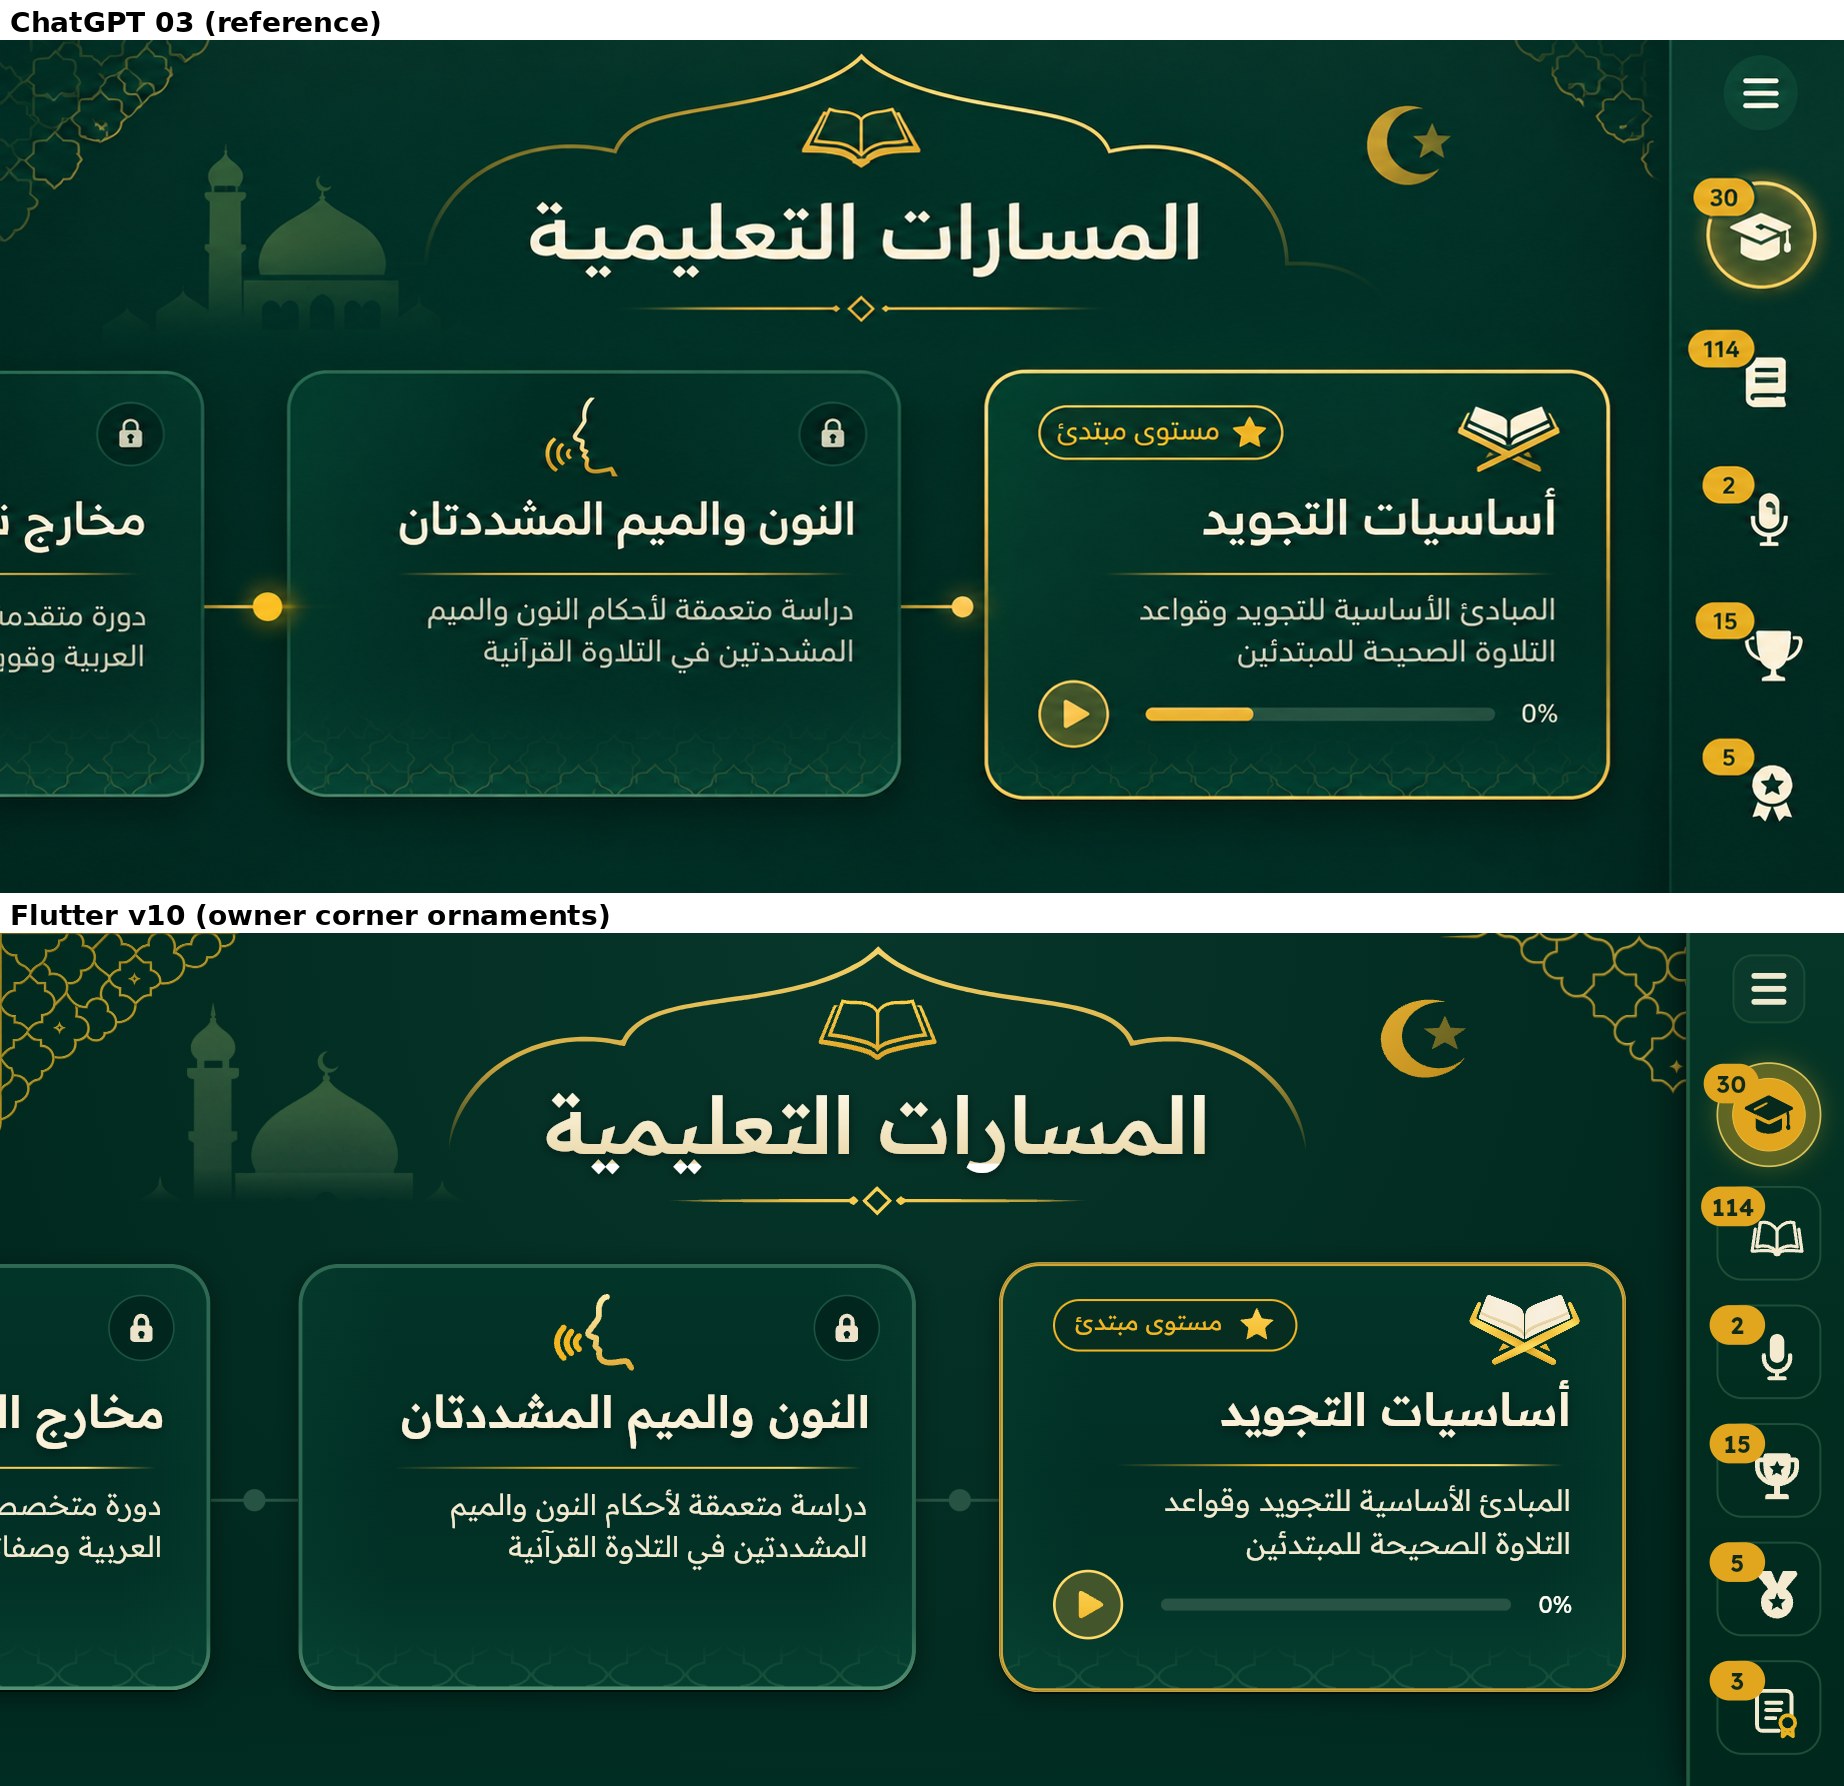 ChatGPT 03 (reference)
المسارات التعليمية
30
114
2
15
5
مستوى مبتدئ
أساسيات التجويد
المبادئ الأساسية للتجويد وقواعد
التلاوة الصحيحة للمبتدئين
0%
النون والميم المشددتان
دراسة متعمقة لأحكام النون والميم
المشددتين في التلاوة القرآنية
مخارج
دورة متقدمة
العربية
Flutter v10 (owner corner ornaments)
المسارات التعليمية
30
114
2
15
5
3
مستوى مبتدئ
أساسيات التجويد
المبادئ الأساسية للتجويد وقواعد
التلاوة الصحيحة للمبتدئين
0%
النون والميم المشددتان
دراسة متعمقة لأحكام النون والميم
المشددتين في التلاوة القرآنية
مخارج
دورة
العربية